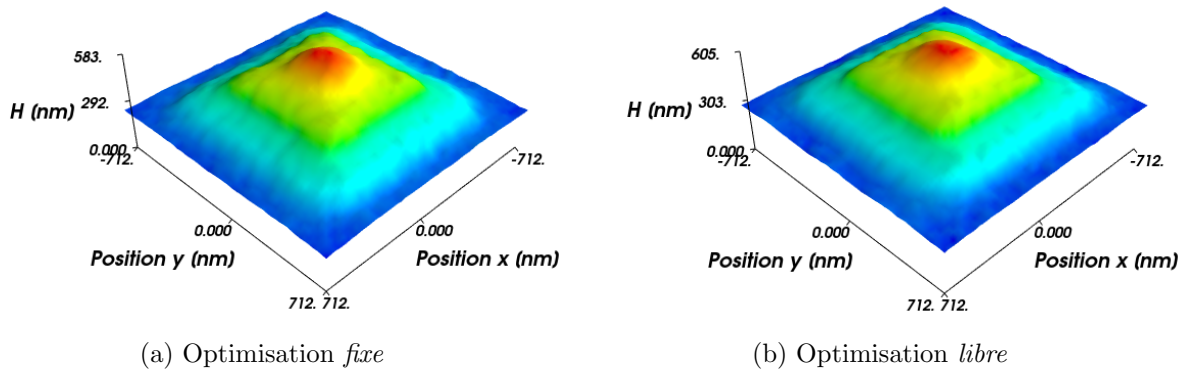 583.
H (nm) 292.
0.000
-712.
-712.
0.000
0.000
Position y (nm)
Position x (nm)
712. 712.
(a) Optimisation fixe
605.
H (nm) 303.
0.000
-712.
-712.
0.000
0.000
Position y (nm)
Position x (nm)
712. 712.
(b) Optimisation libre